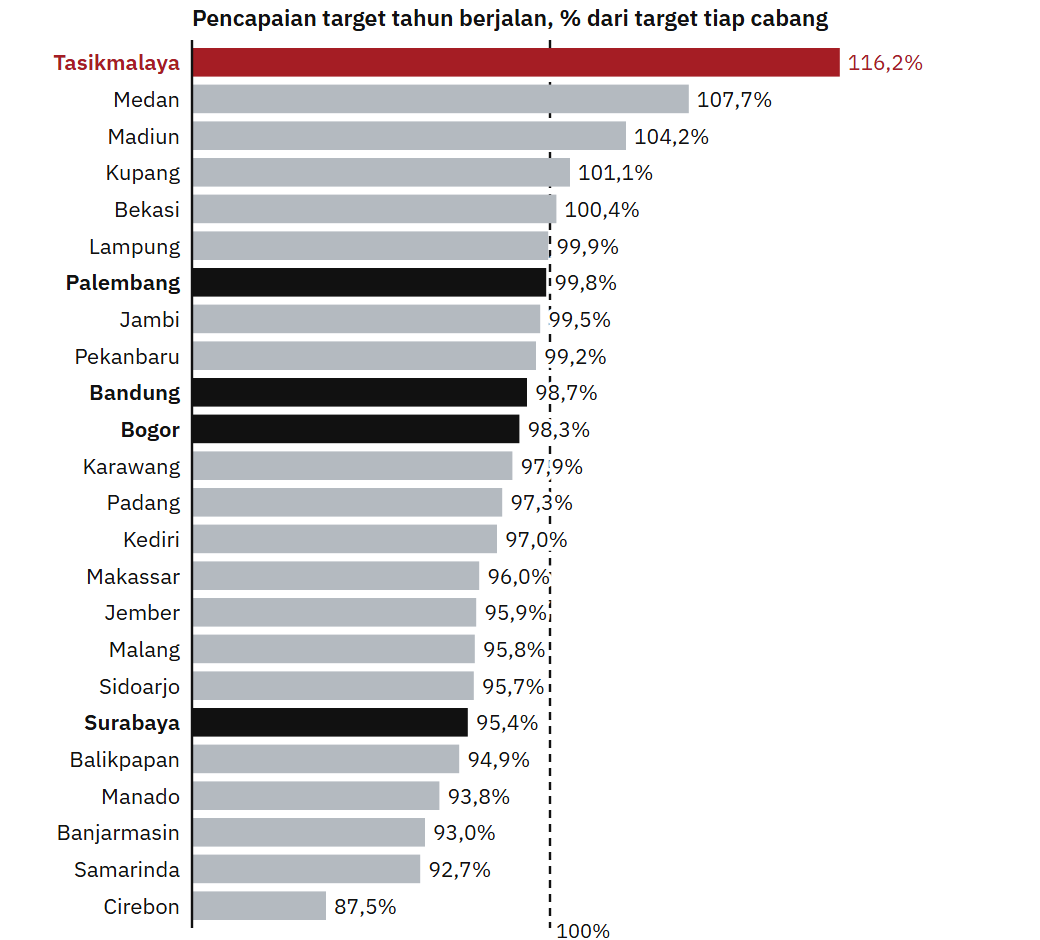 Pencapaian target tahun berjalan, % dari target tiap cabang
Tasikmalaya 116,2%
Medan 107,7%
Madiun 104,2%
Kupang 101,1%
Bekasi 100,4%
Lampung 99,9%
Palembang 99,8%
Jambi 99,5%
Pekanbaru 99,2%
Bandung 98,7%
Bogor 98,3%
Karawang 97,9%
Padang 97,3%
Kediri 97,0%
Makassar 96,0%
Jember 95,9%
Malang 95,8%
Sidoarjo 95,7%
Surabaya 95,4%
Balikpapan 94,9%
Manado 93,8%
Banjarmasin 93,0%
Samarinda 92,7%
Cirebon 87,5%
100%